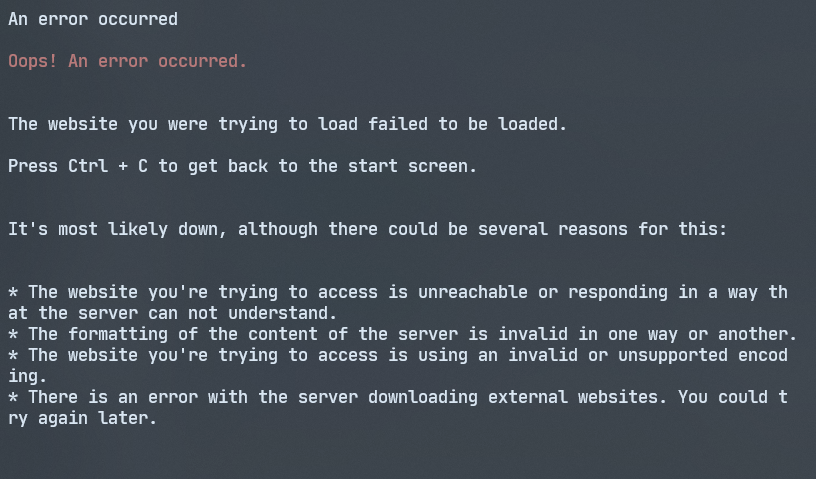 An error occurred
Oops! An error occurred.
The website you were trying to load failed to be loaded.
Press Ctrl + C to get back to the start screen.
It's most likely down, although there could be several reasons for this:
* The website you're trying to access is unreachable or responding in a way th
at the server can not understand.
* The formatting of the content of the server is invalid in one way or another.
* The website you're trying to access is using an invalid or unsupported encod
ing.
* There is an error with the server downloading external websites. You could t
ry again later.